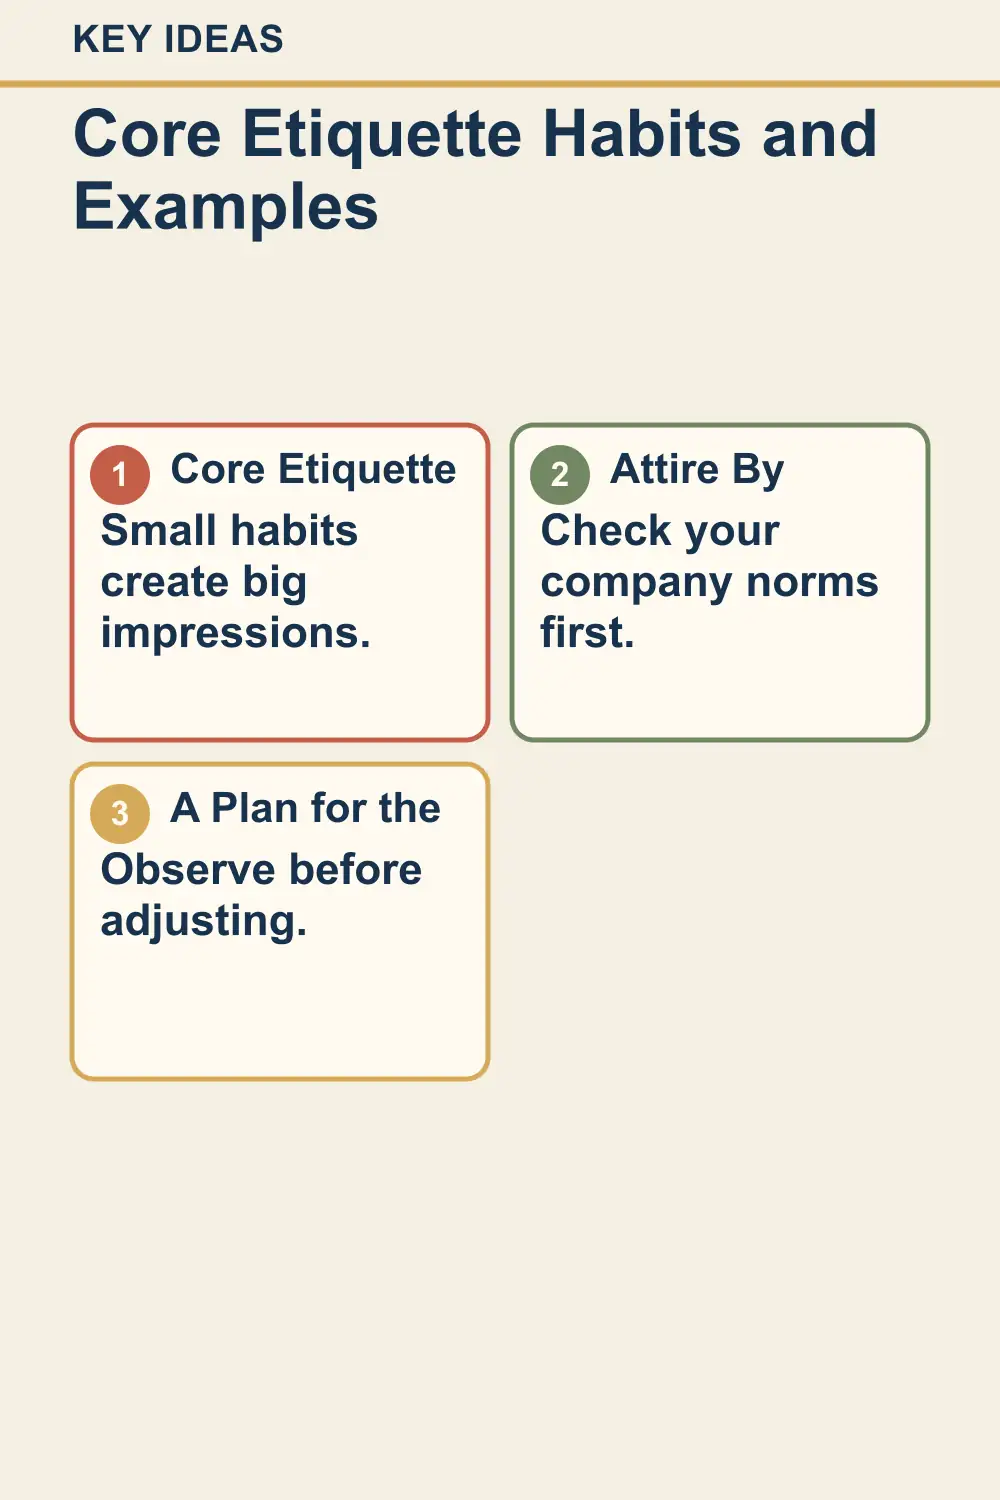 KEY IDEAS
Core Etiquette Habits and
Examples
1 Core Etiquette
Small habits
create big
impressions.
2 Attire By
Check your
company norms
first.
3 A Plan for the
Observe before
adjusting.